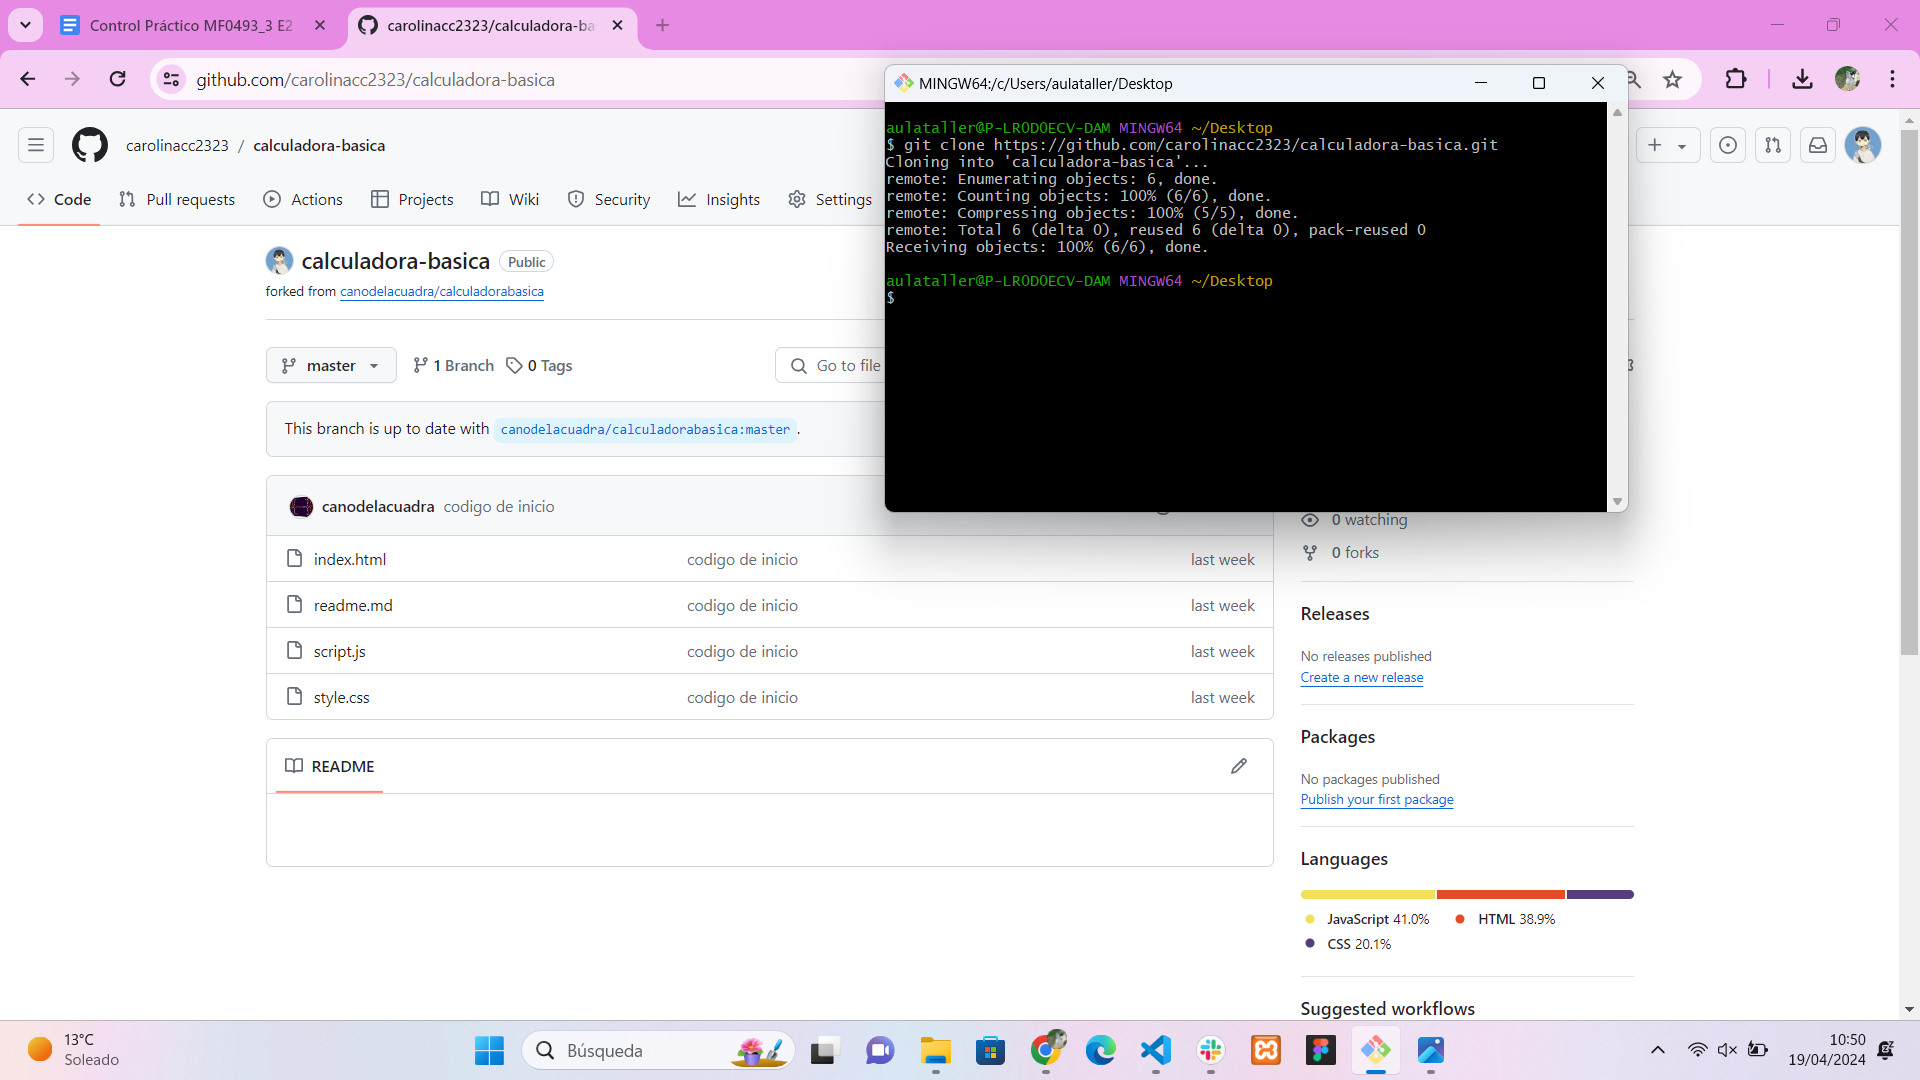 Control Práctico MF0493_3 E2
carolinacc2323/calculadora-ba
github.com/carolinacc2323/calculadora-basica
MINGW64:/c/Users/aulataller/Desktop
aulataller@P-LRODOECV-DAM MINGW64 ~/Desktop
$ git clone https://github.com/carolinacc2323/calculadora-basica.git
Cloning into 'calculadora-basica'...
remote: Enumerating objects: 6, done.
remote: Counting objects: 100% (6/6), done.
remote: Compressing objects: 100% (5/5), done.
remote: Total 6 (delta 0), reused 6 (delta 0), pack-reused 0
Receiving objects: 100% (6/6), done.
aulataller@P-LRODOECV-DAM MINGW64 ~/Desktop
$
carolinacc2323 / calculadora-basica
Code Pull requests Actions Projects Wiki Security Insights Settings
calculadora-basica Public
forked from canodelacuadra/calculadorabasica
master 1 Branch 0 Tags Go to file
This branch is up to date with canodelacuadra/calculadorabasica:master .
canodelacuadra codigo de inicio
index.html codigo de inicio last week
readme.md codigo de inicio last week
script.js codigo de inicio last week
style.css codigo de inicio last week
README
0 watching
0 forks
Releases
No releases published
Create a new release
Packages
No packages published
Publish your first package
Languages
JavaScript 41.0% HTML 38.9%
CSS 20.1%
Suggested workflows
13°C
Soleado
Búsqueda
10:50
19/04/2024